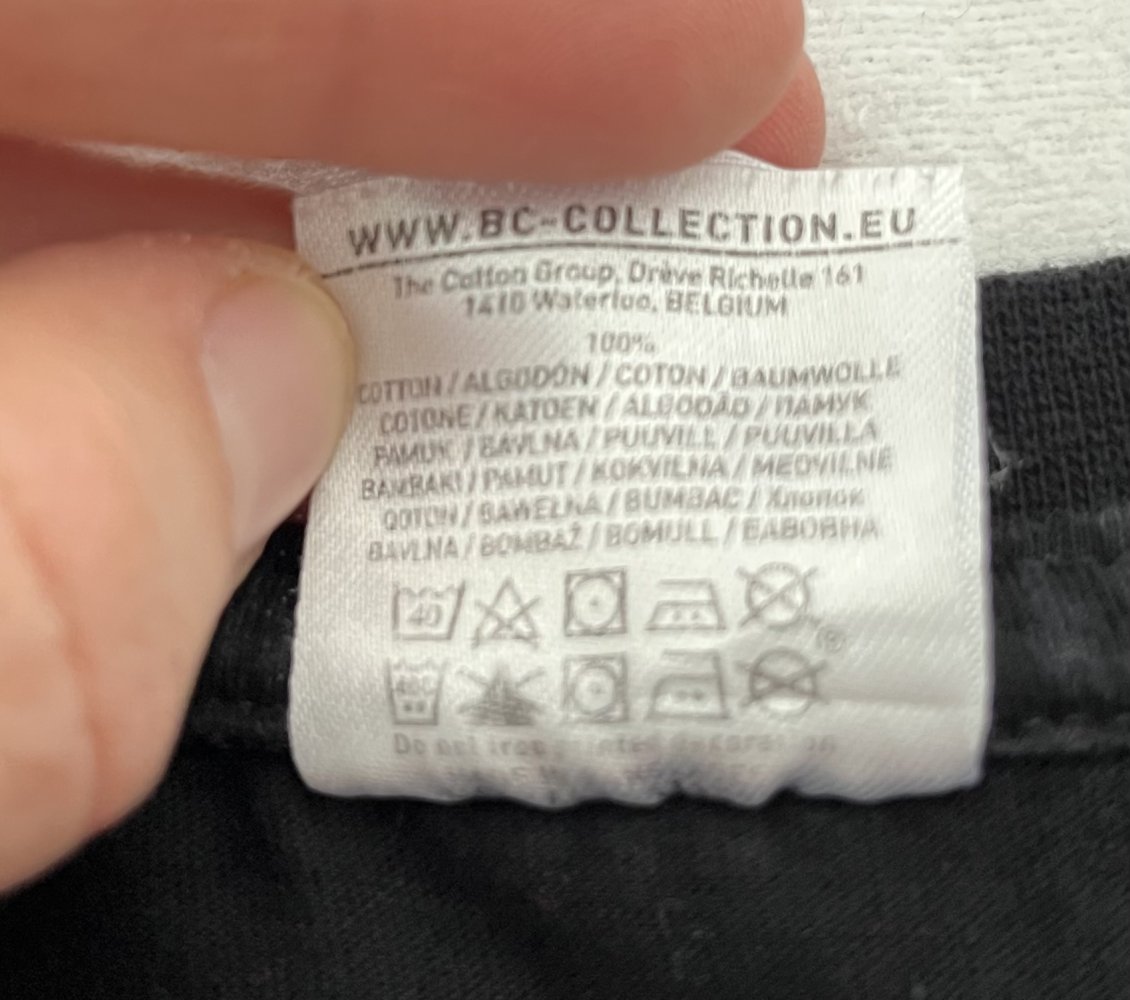 WWW.BC-COLLECTION.EU
The Cotton Group, Drève Richelle 161
1410 Waterloo, BELGIUM
100%
COTTON / ALGODÓN / COTON / BAUMWOLLE
COTONE / KATOEN / ALGODÃO / ПАМУК
PAMUK / BAVLNA / PUUVILL / PUUVILLA
BAMBAKI / PAMUT / KOKVILNA / MEDVILNĖ
QOTON / BAWEŁNA / BUMBAC / Хлопок
BAVLNA / BOMBAŽ / BOMULL / БАВОВНА
40
Do not iron printed decoration